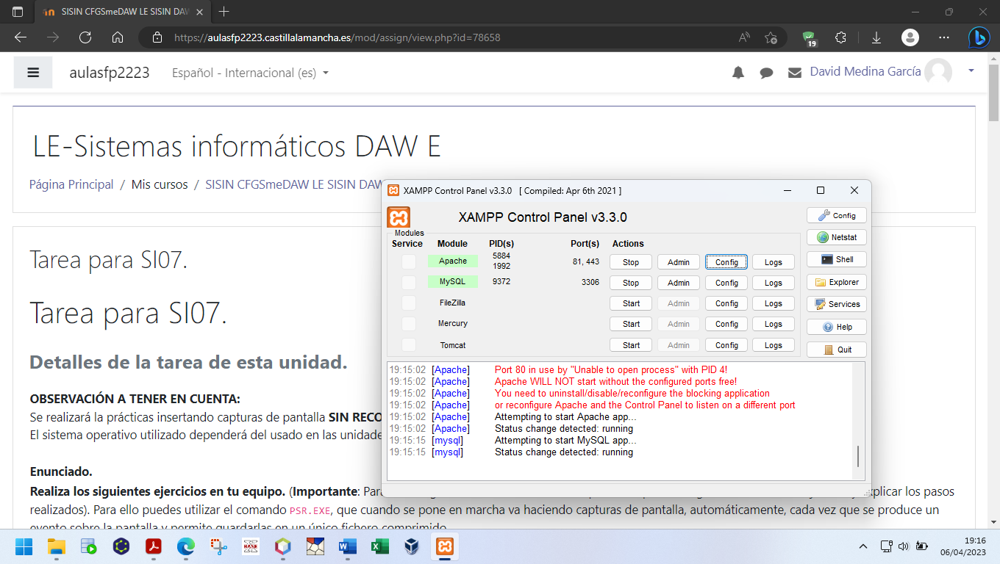 SISIN CFGSmeDAW LE SISIN DAW
https://aulasfp2223.castillalamancha.es/mod/assign/view.php?id=78658
19
aulasfp2223
Español - Internacional (es)
David Medina García
LE-Sistemas informáticos DAW E
Página Principal / Mis cursos / SISIN CFGSmeDAW LE SISIN DAW
Tarea para SI07.
Tarea para SI07.
Detalles de la tarea de esta unidad.
OBSERVACIÓN A TENER EN CUENTA:
Se realizará la prácticas insertando capturas de pantalla SIN RECO
El sistema operativo utilizado dependerá del usado en las unidade
Enunciado.
Realiza los siguientes ejercicios en tu equipo. (Importante: Par
xplicar los pasos
realizados). Para ello puedes utilizar el comando PSR.EXE, que cuando se pone en marcha va haciendo capturas de pantalla, automáticamente, cada vez que se produce un
evento sobre la pantalla y permite guardarlas en un único fichero comprimido.
XAMPP Control Panel v3.3.0 [ Compiled: Apr 6th 2021 ]
XAMPP Control Panel v3.3.0
Modules
Service Module PID(s) Port(s) Actions
Apache 5884 1992 81, 443 Stop Admin Config Logs
MySQL 9372 3306 Stop Admin Config Logs
FileZilla Start Admin Config Logs
Mercury Start Admin Config Logs
Tomcat Start Admin Config Logs
Config
Netstat
Shell
Explorer
Services
Help
Quit
19:15:02 [Apache] Port 80 in use by "Unable to open process" with PID 4!
19:15:02 [Apache] Apache WILL NOT start without the configured ports free!
19:15:02 [Apache] You need to uninstall/disable/reconfigure the blocking application
19:15:02 [Apache] or reconfigure Apache and the Control Panel to listen on a different port
19:15:02 [Apache] Attempting to start Apache app...
19:15:02 [Apache] Status change detected: running
19:15:15 [mysql] Attempting to start MySQL app...
19:15:15 [mysql] Status change detected: running
19:16
06/04/2023